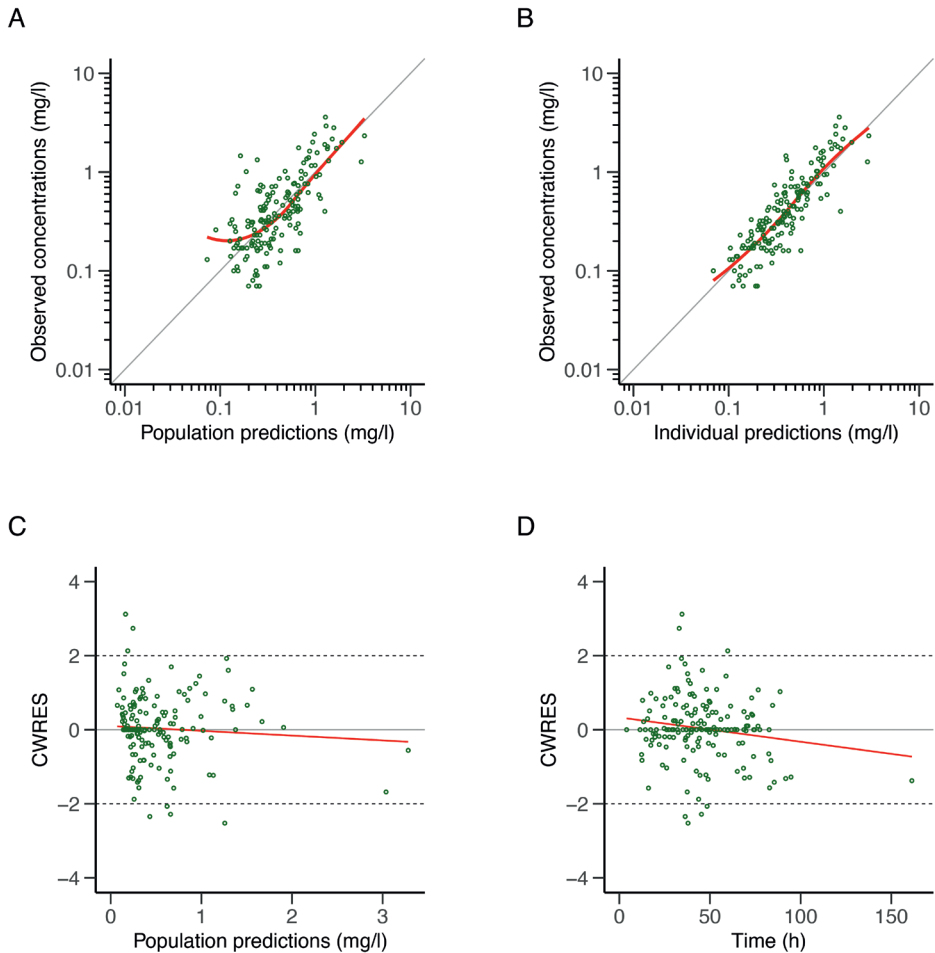 A
B
Observed concentrations (mg/l)
10
1
0.1
0.01
0.01
0.1
1
10
Population predictions (mg/l)
Observed concentrations (mg/l)
10
1
0.1
0.01
0.01
0.1
1
10
Individual predictions (mg/l)
C
D
CWRES
4
2
0
−2
−4
0
1
2
3
Population predictions (mg/l)
CWRES
4
2
0
−2
−4
0
50
100
150
Time (h)